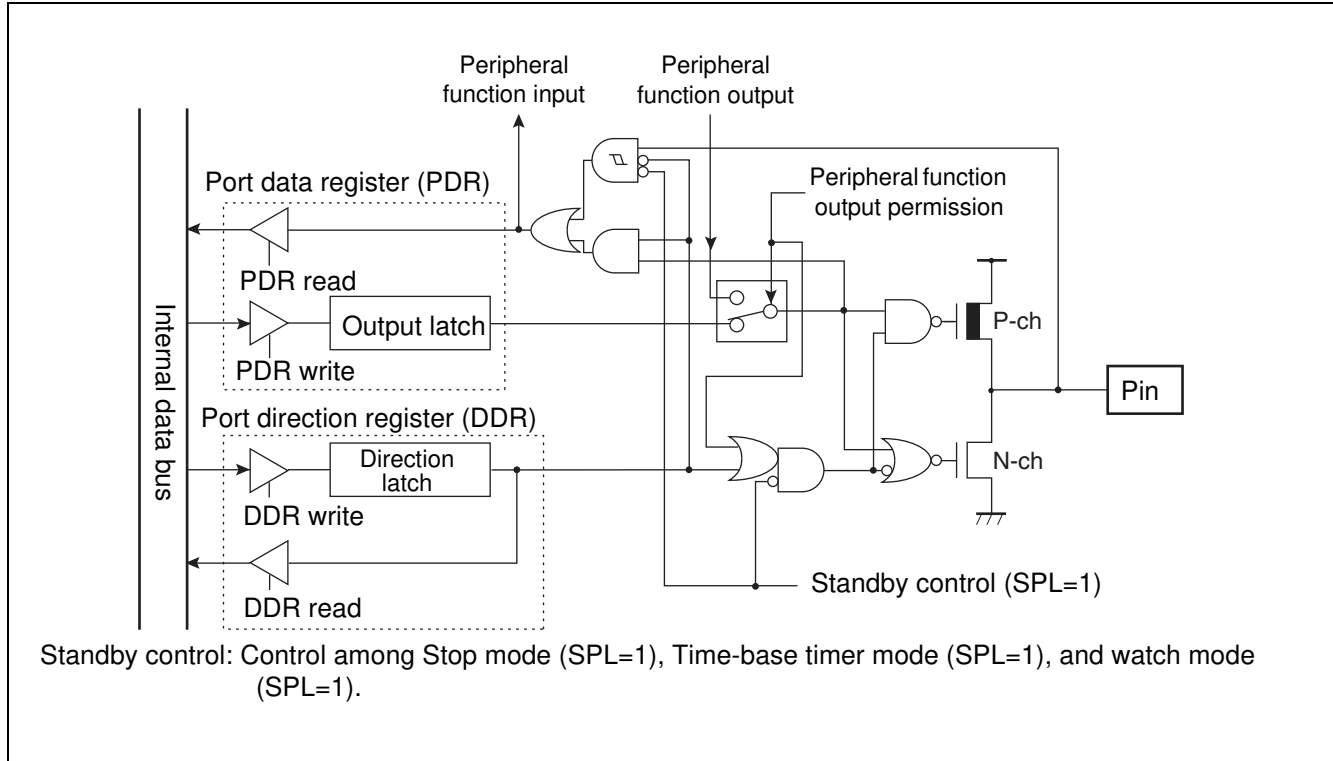 Peripheral
function input
Peripheral
function output
Port data register (PDR)
Peripheral function
output permission
PDR read
Output latch
PDR write
P-ch
Pin
Internal data bus
Port direction register (DDR)
Direction
latch
N-ch
DDR write
DDR read
Standby control (SPL=1)
Standby control: Control among Stop mode (SPL=1), Time-base timer mode (SPL=1), and watch mode
(SPL=1).